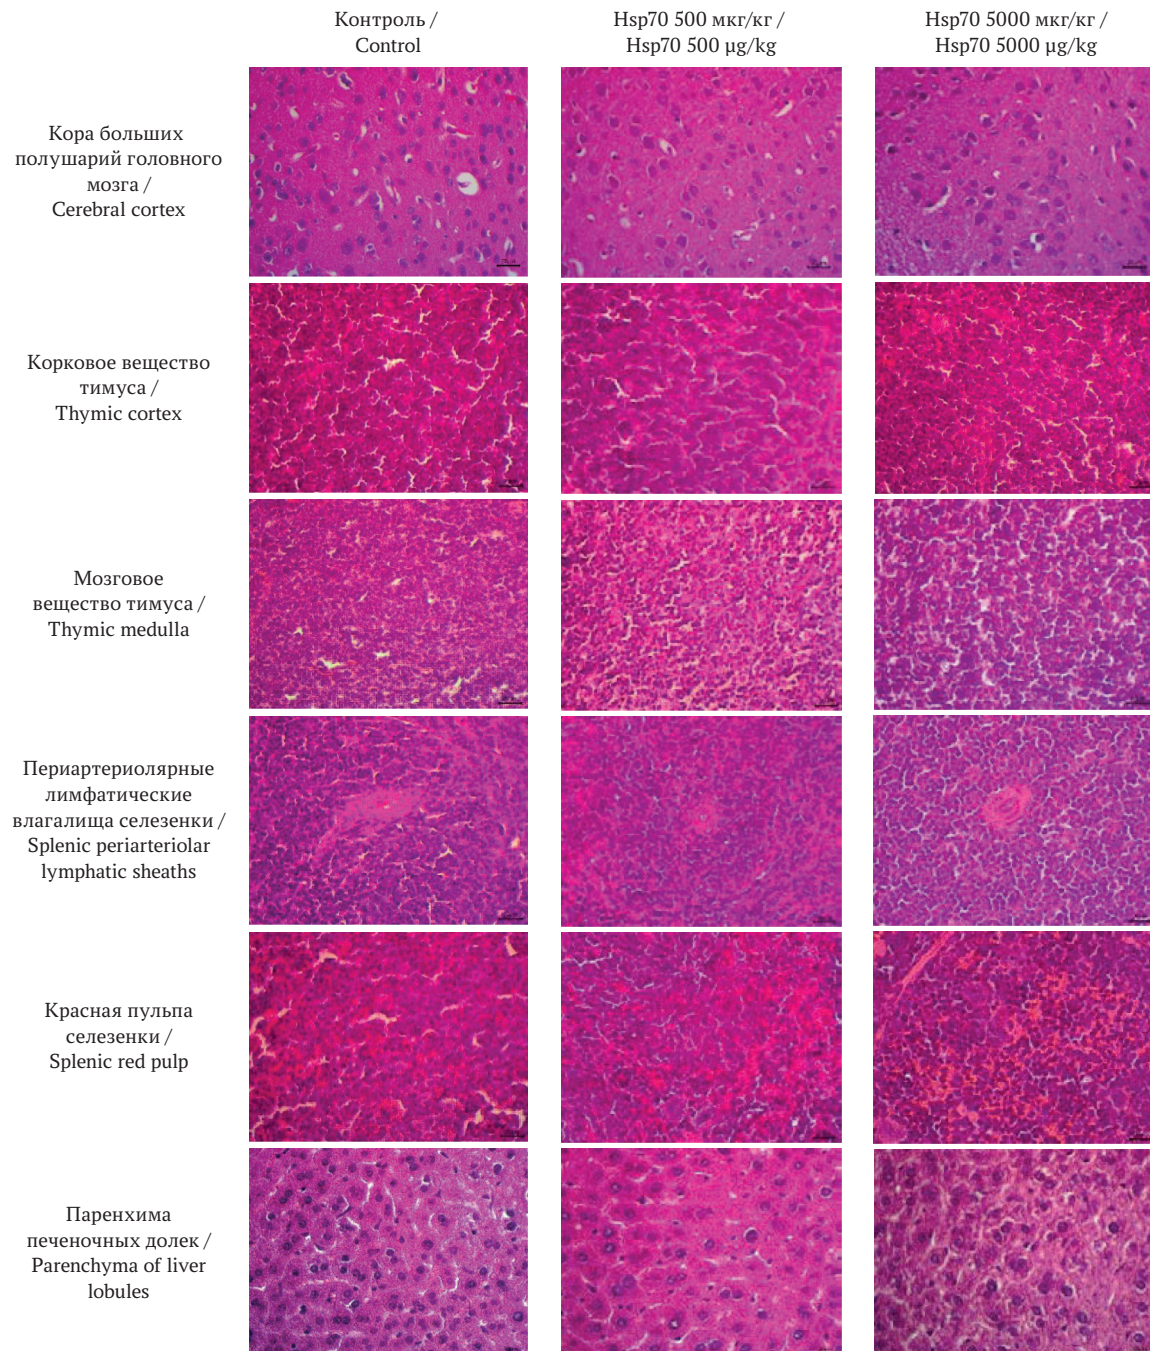 Контроль /
Control
Hsp70 500 мкг/кг /
Hsp70 500 µg/kg
Hsp70 5000 мкг/кг /
Hsp70 5000 µg/kg
Кора больших
полушарий головного
мозга /
Cerebral cortex
Корковое вещество
тимуса /
Thymic cortex
Мозговое
вещество тимуса /
Thymic medulla
Периартериолярные
лимфатические
влагалища селезенки /
Splenic periarteriolar
lymphatic sheaths
Красная пульпа
селезенки /
Splenic red pulp
Паренхима
печеночных долек /
Parenchyma of liver
lobules